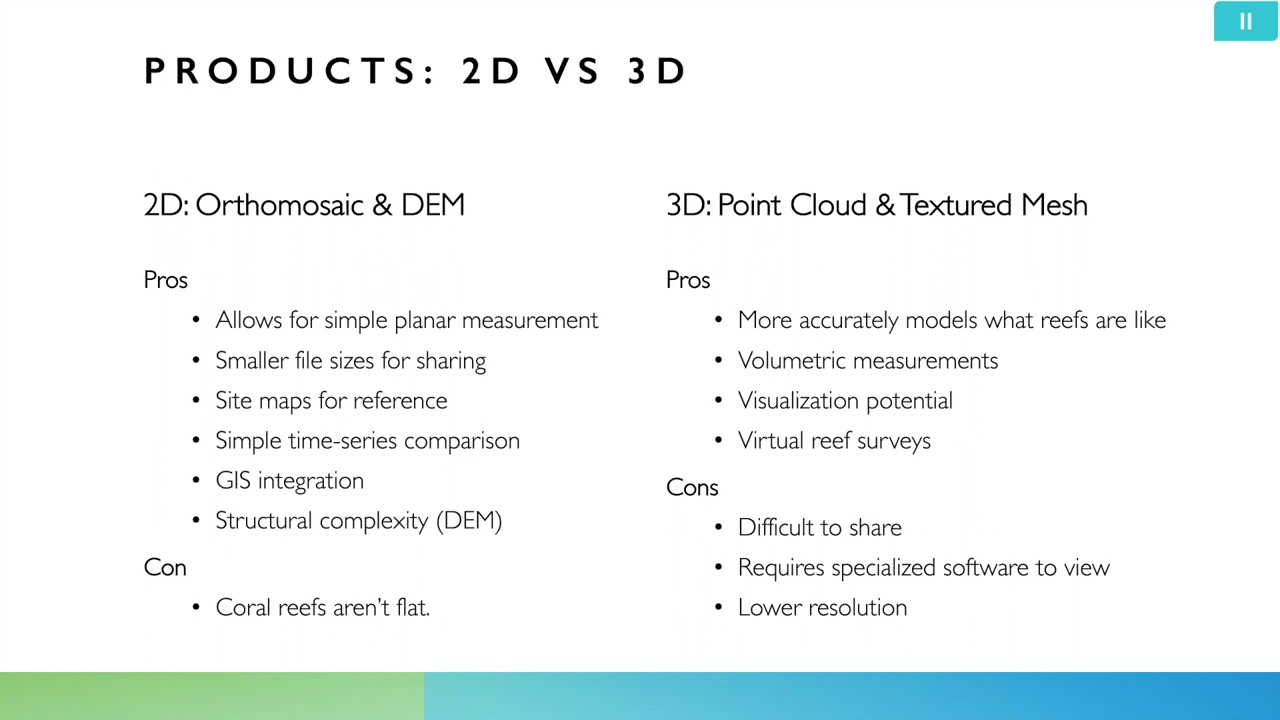 PRODUCTS: 2D VS 3D
2D: Orthomosaic & DEM
Pros
• Allows for simple planar measurement
• Smaller file sizes for sharing
• Site maps for reference
• Simple time-series comparison
• GIS integration
• Structural complexity (DEM)
Con
• Coral reefs aren't flat.
3D: Point Cloud & Textured Mesh
Pros
• More accurately models what reefs are like
• Volumetric measurements
• Visualization potential
• Virtual reef surveys
Cons
• Difficult to share
• Requires specialized software to view
• Lower resolution